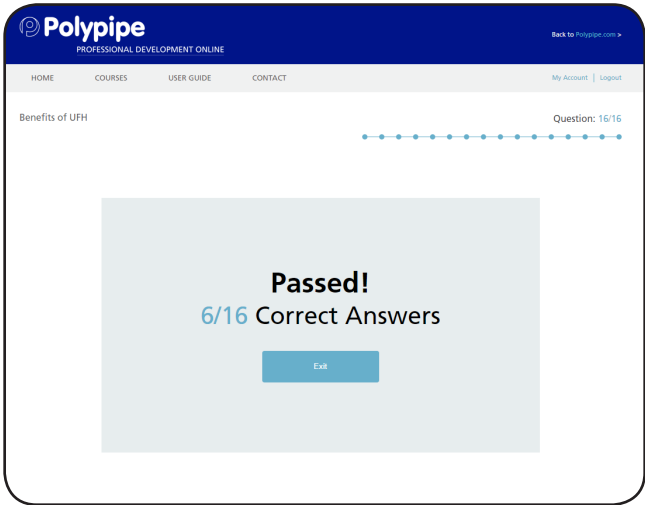 Polypipe
PROFESSIONAL DEVELOPMENT ONLINE
Back to Polypipe.com >
HOME COURSES USER GUIDE CONTACT My Account | Logout
Benefits of UFH Question: 16/16
Passed!
6/16 Correct Answers
Exit